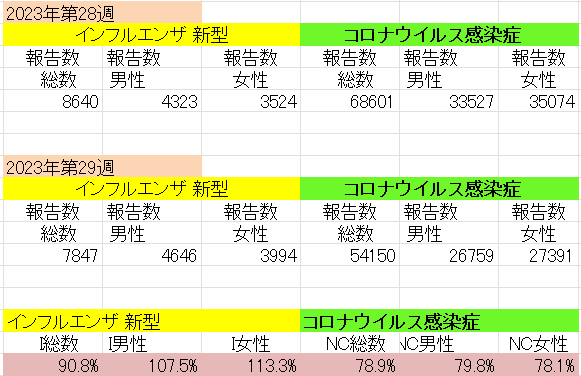 2023年第28週
インフルエンザ 新型 コロナウイルス感染症
報告数 報告数 報告数 報告数 報告数 報告数
総数 男性 女性 総数 男性 女性
8640 4323 3524 68601 33527 35074
2023年第29週
インフルエンザ 新型 コロナウイルス感染症
報告数 報告数 報告数 報告数 報告数 報告数
総数 男性 女性 総数 男性 女性
7847 4646 3994 54150 26759 27391
インフルエンザ 新型 コロナウイルス感染症
I総数 I男性 I女性 NC総数 NC男性 NC女性
90.8% 107.5% 113.3% 78.9% 79.8% 78.1%